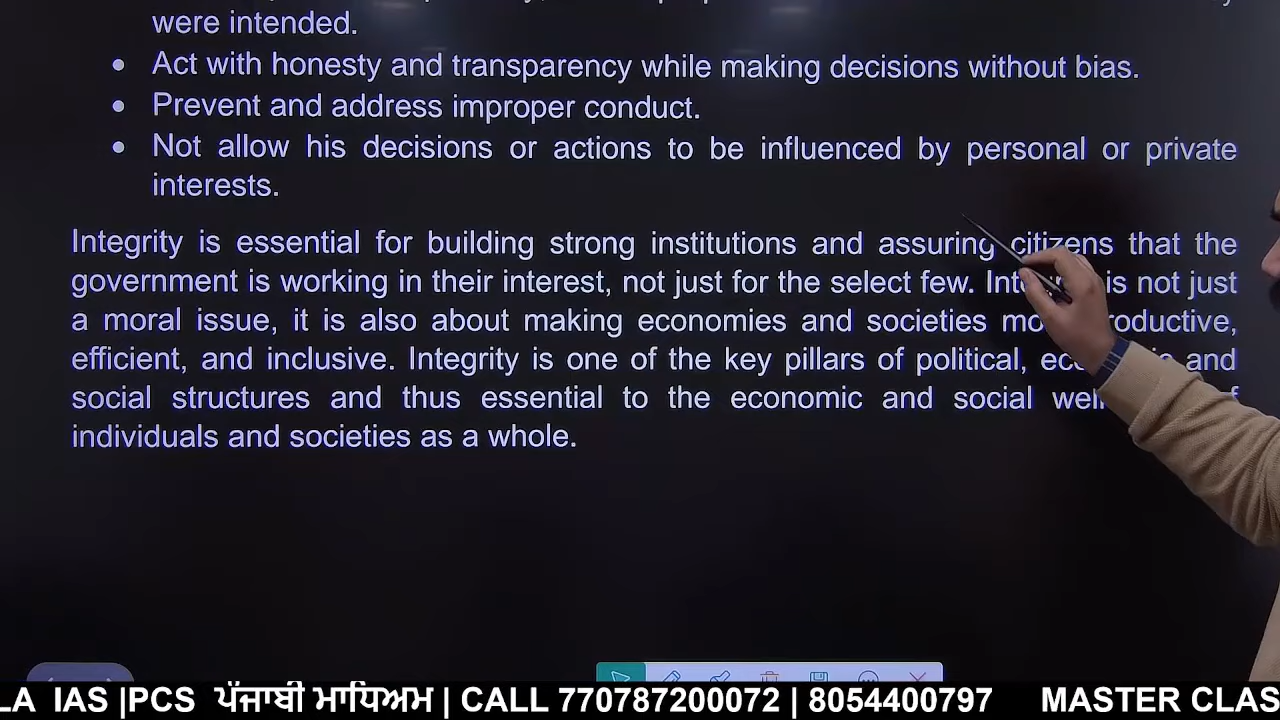 were intended.
• Act with honesty and transparency while making decisions without bias.
• Prevent and address improper conduct.
• Not allow his decisions or actions to be influenced by personal or private
interests.
Integrity is essential for building strong institutions and assuring citizens that the
government is working in their interest, not just for the select few. is not just
a moral issue, it is also about making economies and societies
efficient, and inclusive. Integrity is one of the key pillars of political, and
social structures and thus essential to the economic and social
individuals and societies as a whole.
LA IAS |PCS ਪੰਜਾਬੀ ਮਾਧਿਅਮ | CALL 770787200072 | 8054400797 MASTER CLAS